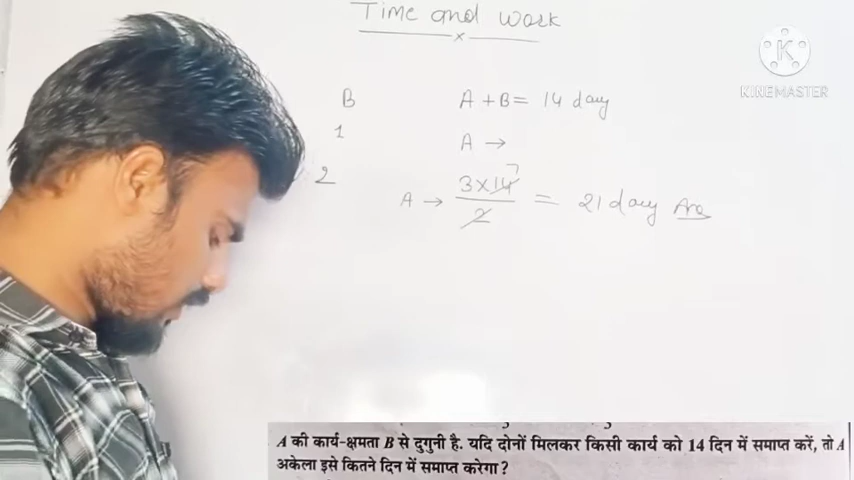 Time and work
B A + B = 14 day
1 A →
2
A → 3×14 7 / 2 = 21 day Ans
KINEMASTER
A की कार्य-क्षमता B से दुगुनी है. यदि दोनों मिलकर किसी कार्य को 14 दिन में समाप्त करें, तो A
अकेला इसे कितने दिन में समाप्त करेगा ?